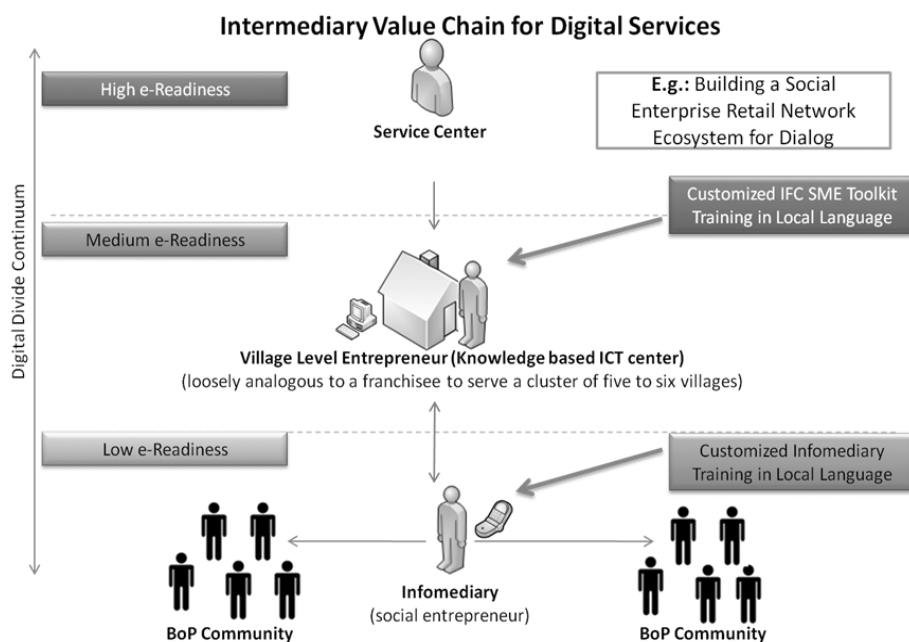 Intermediary Value Chain for Digital Services
High e-Readiness
E.g.: Building a Social
Enterprise Retail Network
Ecosystem for Dialog
Service Center
Customized IFC SME Toolkit
Training in Local Language
Medium e-Readiness
Digital Divide Continuum
Village Level Entrepreneur (Knowledge based ICT center)
(loosely analogous to a franchisee to serve a cluster of five to six villages)
Low e-Readiness
Customized Infomediary
Training in Local Language
Infomediary
(social entrepreneur)
BoP Community
BoP Community